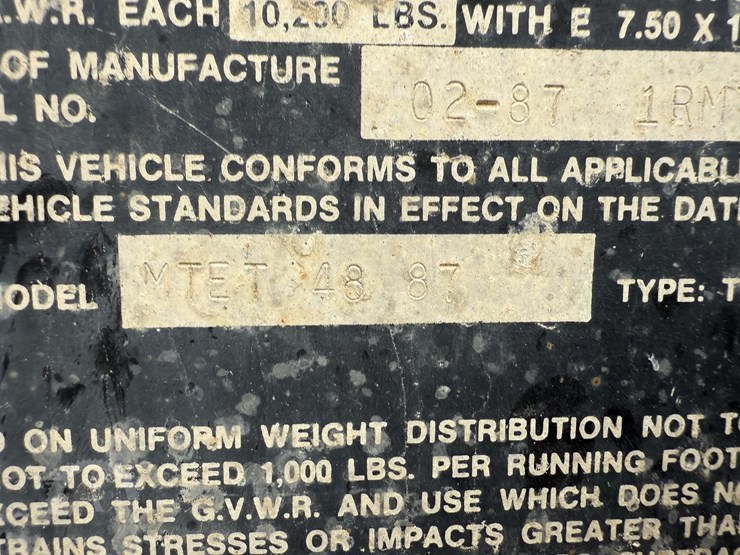 .W.R. EACH 10,200 LBS. WITH E 7.50 X 1
OF MANUFACTURE 02-87 1RM
L NO.
HIS VEHICLE CONFORMS TO ALL APPLICABL
EHICLE STANDARDS IN EFFECT ON THE DAT
ODEL MTET 48 87 TYPE: T
ON UNIFORM WEIGHT DISTRIBUTION NOT TO
OT TO EXCEED 1,000 LBS. PER RUNNING FOOT
CEED THE G.V.W.R. AND USE WHICH DOES N
TRAINS STRESSES OR IMPACTS GREATER THA